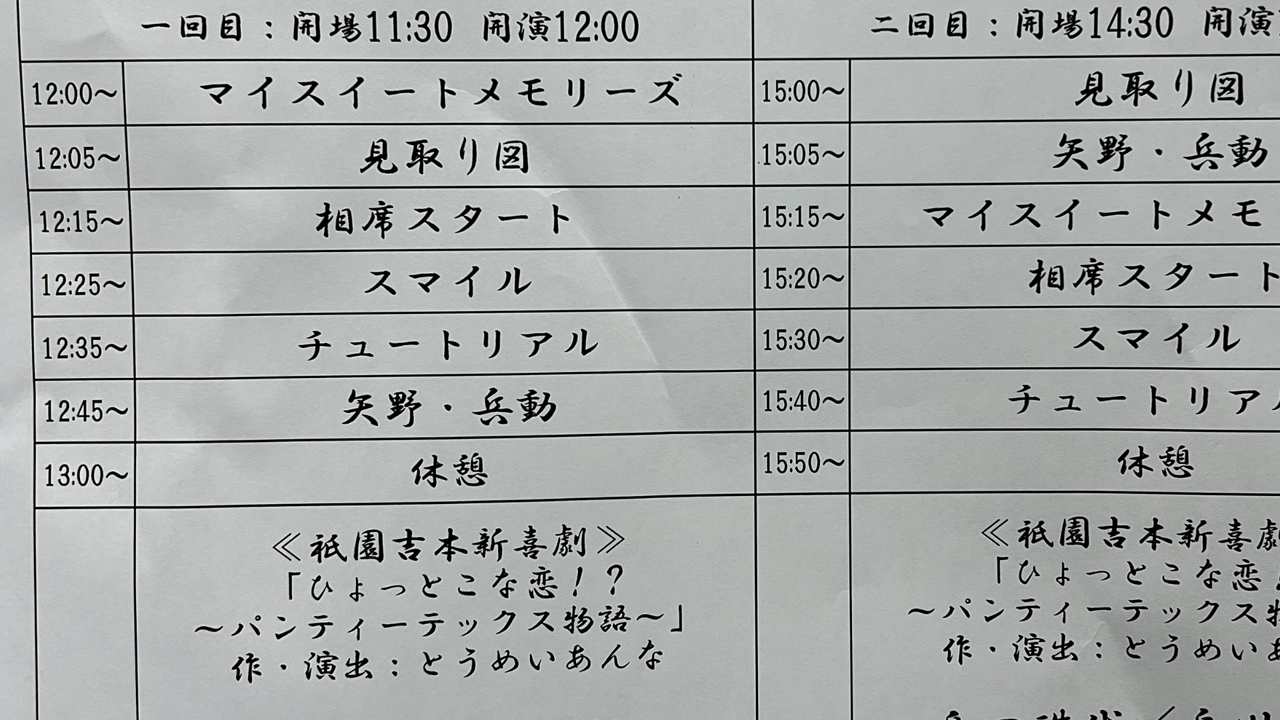 一回目：開場11:30 開演12:00
12:00～ マイスイートメモリーズ
12:05～ 見取り図
12:15～ 相席スタート
12:25～ スマイル
12:35～ チュートリアル
12:45～ 矢野・兵動
13:00～ 休憩
≪祇園吉本新喜劇≫
「ひょっとこな恋！？
～パンティーテックス物語～」
作・演出：とうめいあんな
二回目：開場14:30 開演
15:00～ 見取り図
15:05～ 矢野・兵動
15:15～ マイスイートメモ
15:20～ 相席スタート
15:30～ スマイル
15:40～ チュートリア
15:50～ 休憩
≪祇園吉本新喜劇
「ひょっとこな恋！
～パンティーテックス物
作・演出：とうめいあ